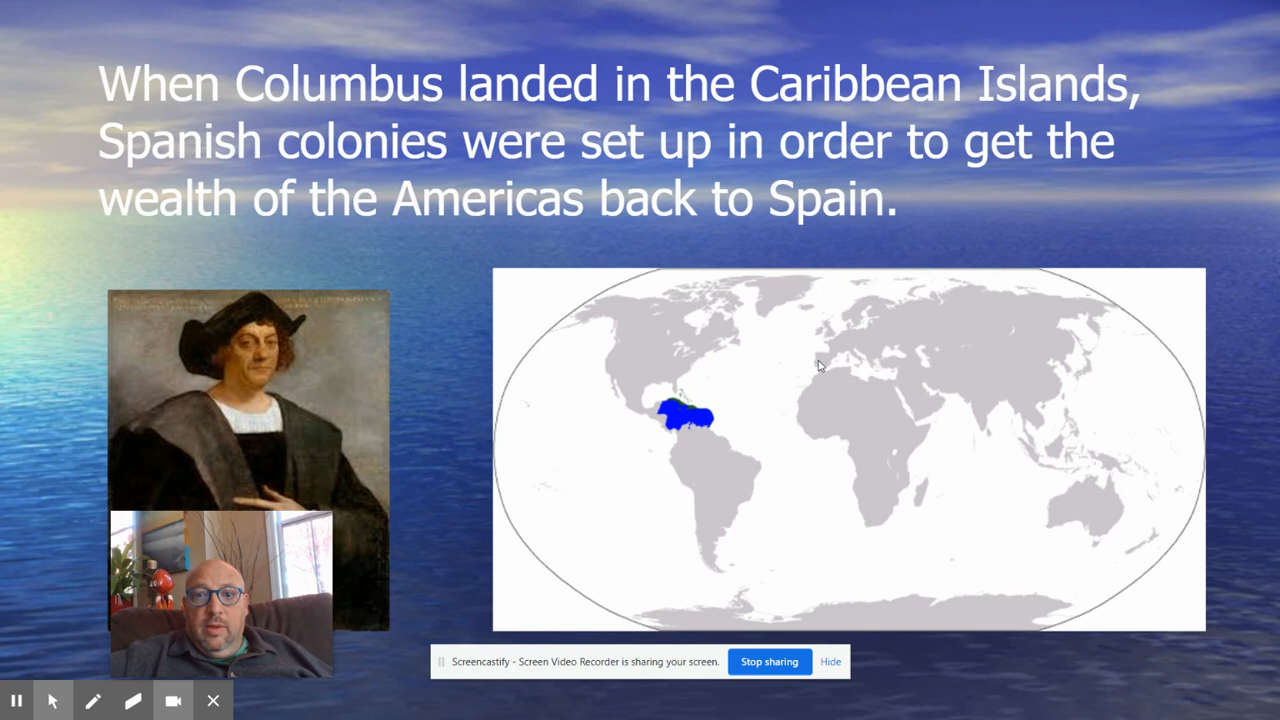 When Columbus landed in the Caribbean Islands,
Spanish colonies were set up in order to get the
wealth of the Americas back to Spain.
Screencastify - Screen Video Recorder is sharing your screen.
Stop sharing
Hide